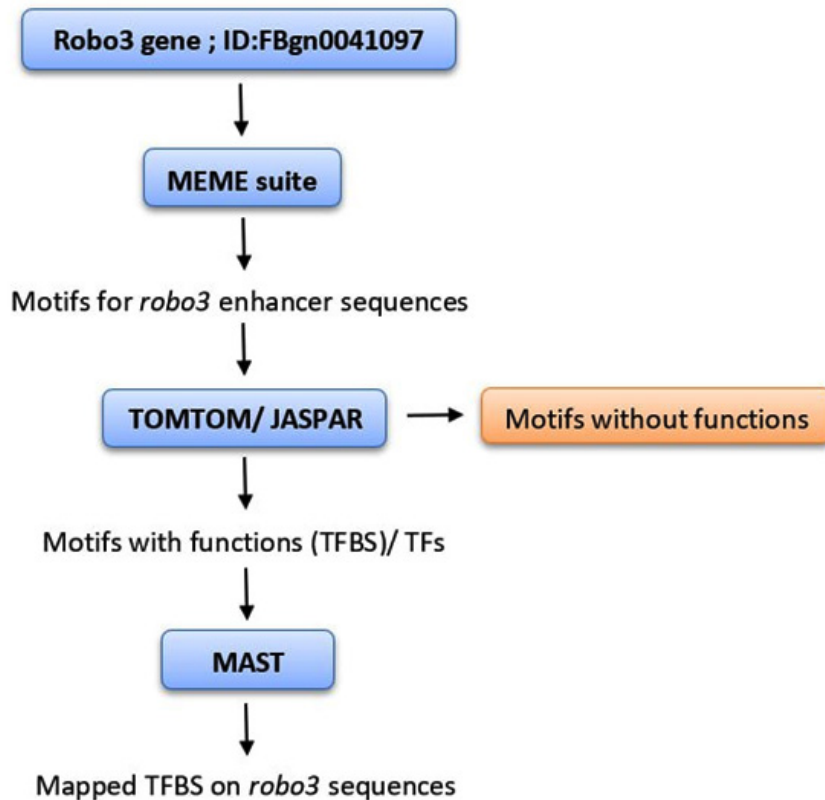 Robo3 gene ; ID:FBgn0041097
MEME suite
Motifs for robo3 enhancer sequences
TOMTOM/ JASPAR
Motifs without functions
Motifs with functions (TFBS)/ TFs
MAST
Mapped TFBS on robo3 sequences